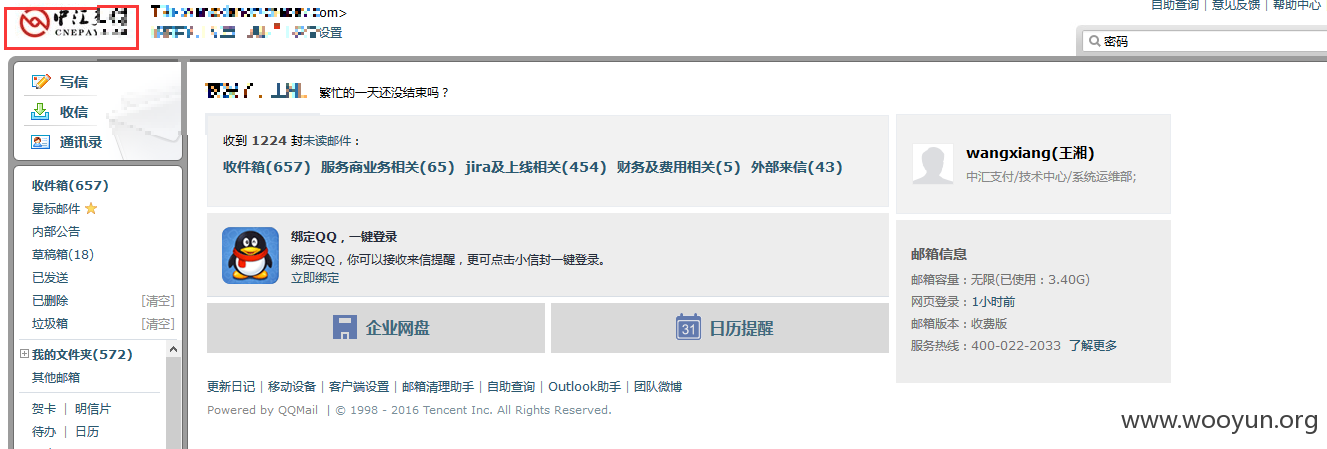 CNEPAY
om>
设置
自助查询 | 意见反馈 | 帮助中心
密码
写信
收信
通讯录
繁忙的一天还没结束吗？
收到 1224 封未读邮件：
收件箱(657) 服务商业务相关(65) jira及上线相关(454) 财务及费用相关(5) 外部来信(43)
wangxiang(王湘)
中汇支付/技术中心/系统运维部;
收件箱(657)
星标邮件
内部公告
草稿箱(18)
已发送
已删除 [清空]
垃圾箱 [清空]
我的文件夹(572)
其他邮箱
贺卡 | 明信片
待办 | 日历
绑定QQ，一键登录
绑定QQ，你可以接收来信提醒，更可点击小信封一键登录。
立即绑定
企业网盘
31 日历提醒
邮箱信息
邮箱容量：无限(已使用：3.40G)
网页登录：1小时前
邮箱版本：收费版
服务热线：400-022-2033 了解更多
更新日记 | 移动设备 | 客户端设置 | 邮箱清理助手 | 自助查询 | Outlook助手 | 团队微博
Powered by QQMail | © 1998 - 2016 Tencent Inc. All Rights Reserved.
www.wooyun.org